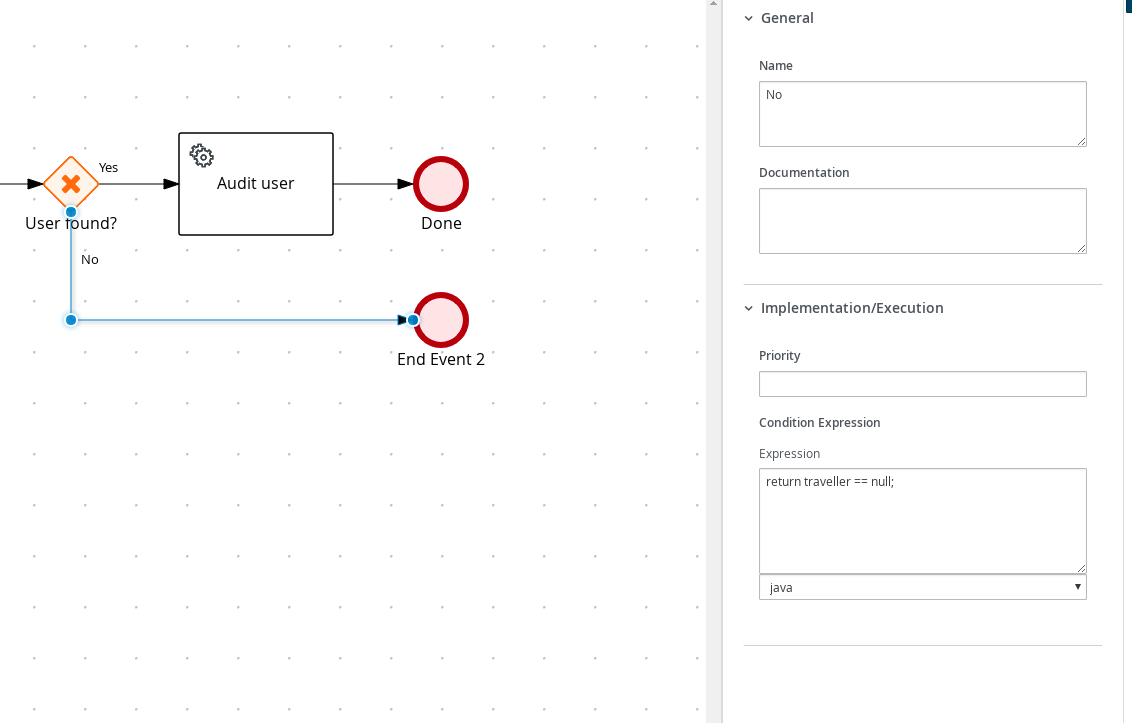 Yes
Audit user
User found?
Done
No
End Event 2
General
Name
No
Documentation
Implementation/Execution
Priority
Condition Expression
Expression
return traveller == null;
java